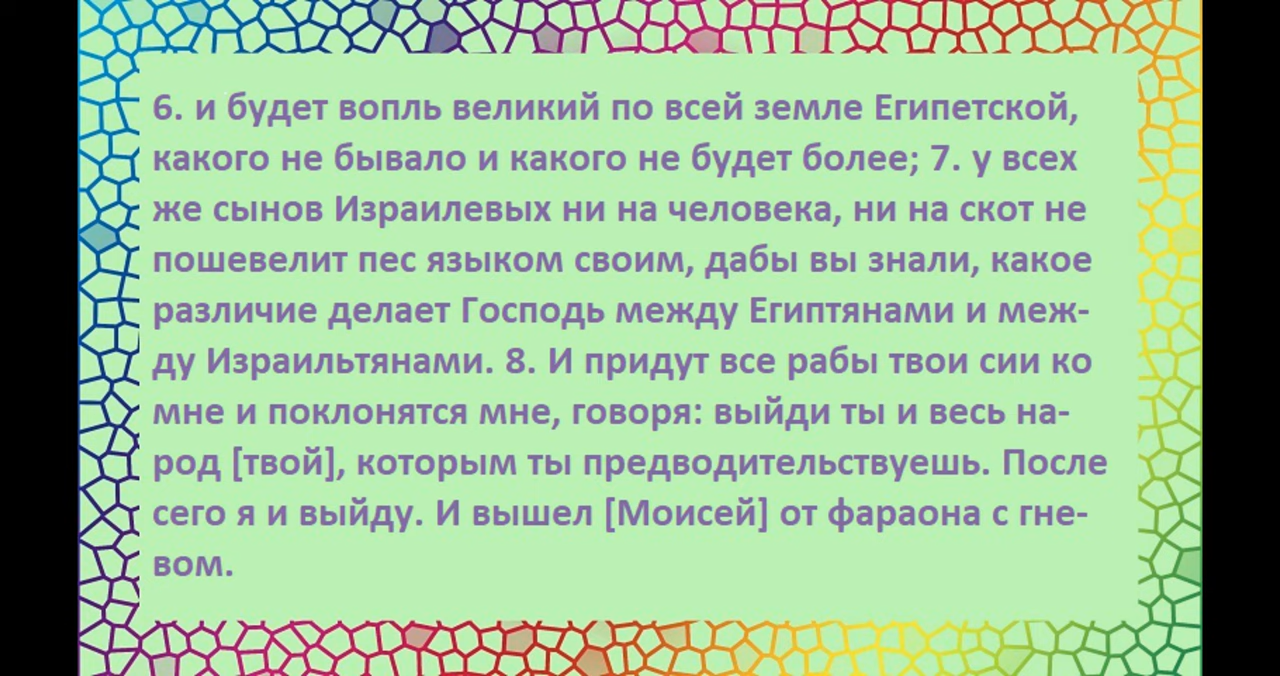 6. и будет вопль великий по всей земле Египетской,
какого не бывало и какого не будет более; 7. у всех
же сынов Израилевых ни на человека, ни на скот не
пошевелит пес языком своим, дабы вы знали, какое
различие делает Господь между Египтянами и меж-
ду Израильтянами. 8. И придут все рабы твои сии ко
мне и поклонятся мне, говоря: выйди ты и весь на-
род [твой], которым ты предводительствуешь. После
сего я и выйду. И вышел [Моисей] от фараона с гне-
вом.